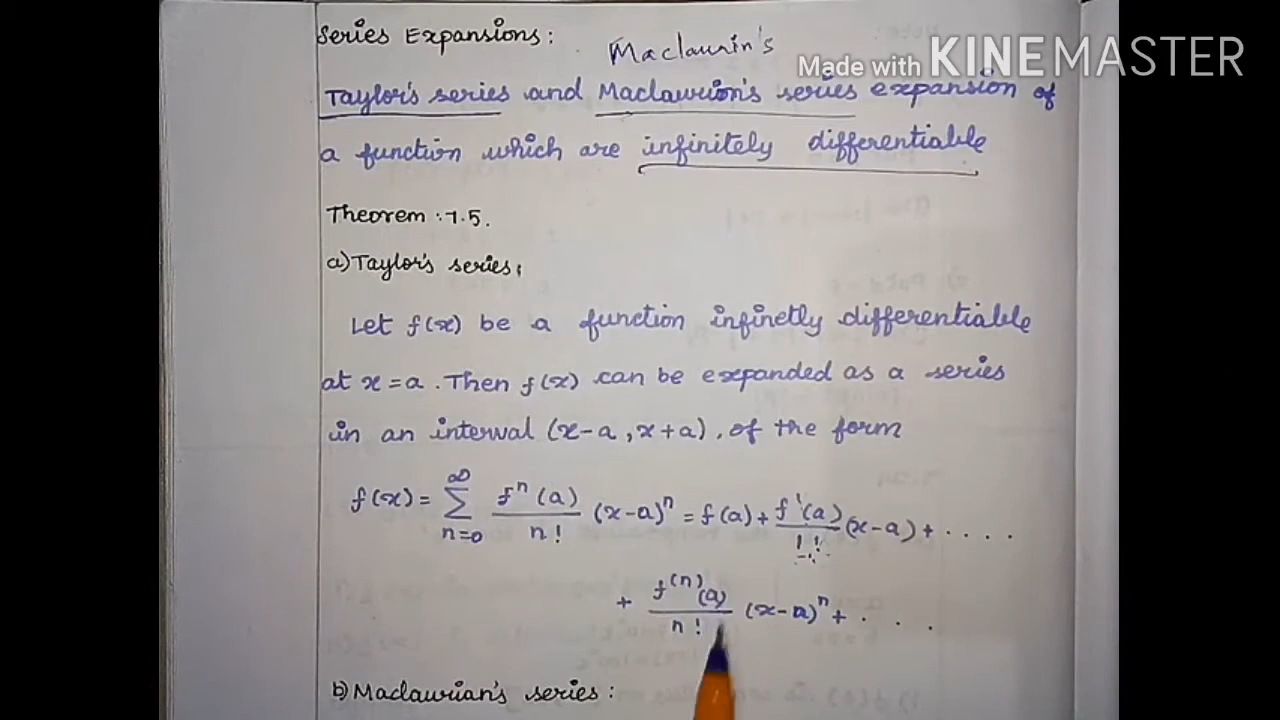 Series Expansions:
Maclaurin's
Made with KINEMASTER
Taylor's series and Maclawrion's series expansion of
a function which are infinitely differentiable
Theorem :7.5.
a) Taylor's series:
Let f(x) be a function infinetly differentiable
at x = a. Then f(x) can be expanded as a series
in an interval (x-a, x+a), of the form
f(x) = ∞ Σ n=0 fⁿ(a)/n! (x-a)ⁿ = f(a) + f'(a)/1! (x-a) + . . . .
+ f⁽ⁿ⁾(a)/n! (x-a)ⁿ + . . .
b) Maclawrian's series: